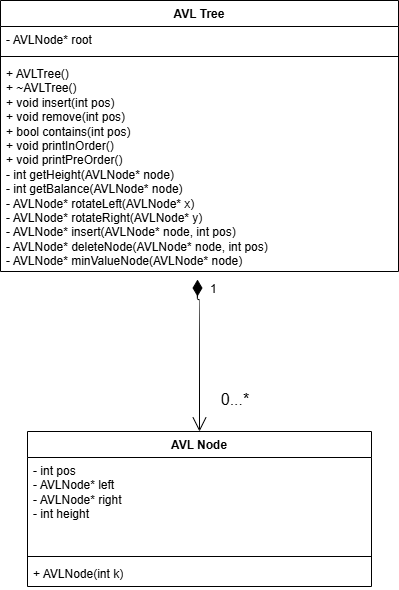 AVL Tree
- AVLNode* root
+ AVLTree()
+ ~AVLTree()
+ void insert(int pos)
+ void remove(int pos)
+ bool contains(int pos)
+ void printInOrder()
+ void printPreOrder()
- int getHeight(AVLNode* node)
- int getBalance(AVLNode* node)
- AVLNode* rotateLeft(AVLNode* x)
- AVLNode* rotateRight(AVLNode* y)
- AVLNode* insert(AVLNode* node, int pos)
- AVLNode* deleteNode(AVLNode* node, int pos)
- AVLNode* minValueNode(AVLNode* node)
1
0...*
AVL Node
- int pos
- AVLNode* left
- AVLNode* right
- int height
+ AVLNode(int k)